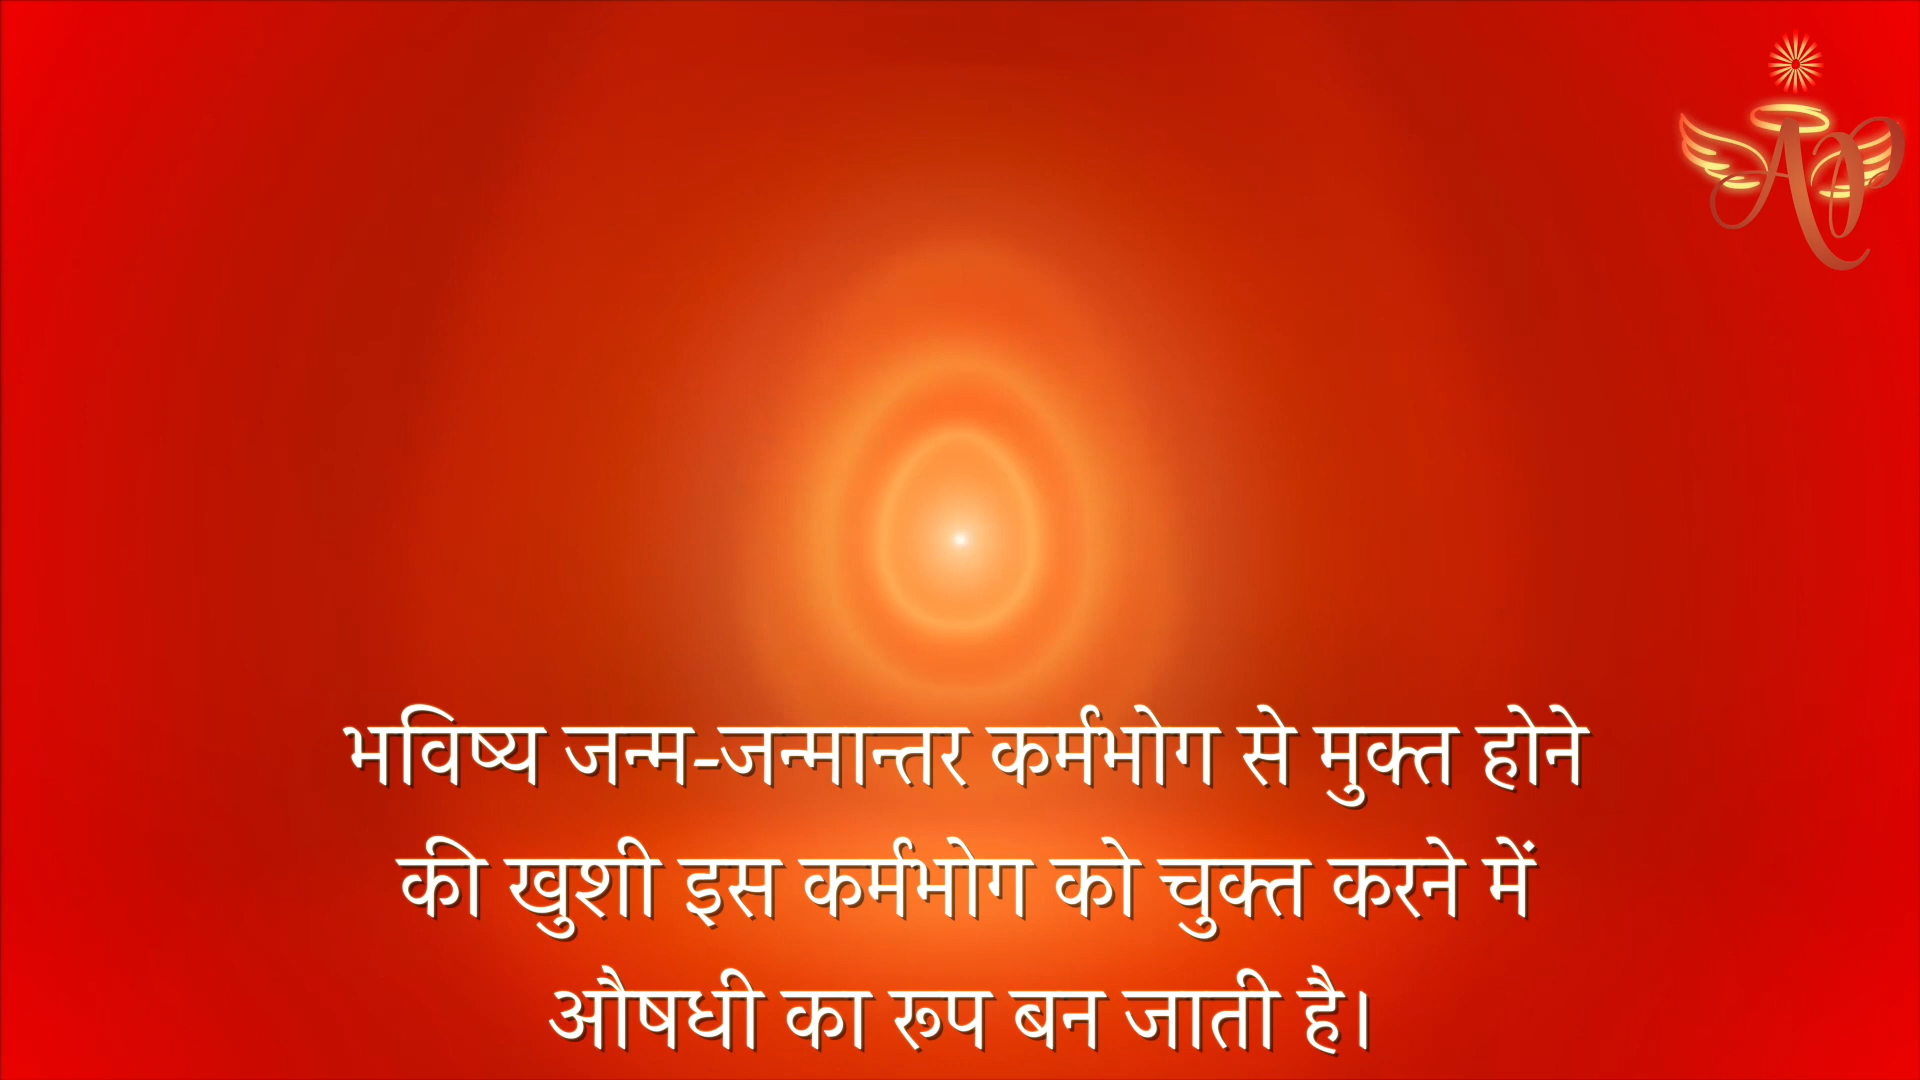 भविष्य जन्म-जन्मान्तर कर्मभोग से मुक्त होने
की खुशी इस कर्मभोग को चुक्त करने में
औषधी का रूप बन जाती है।